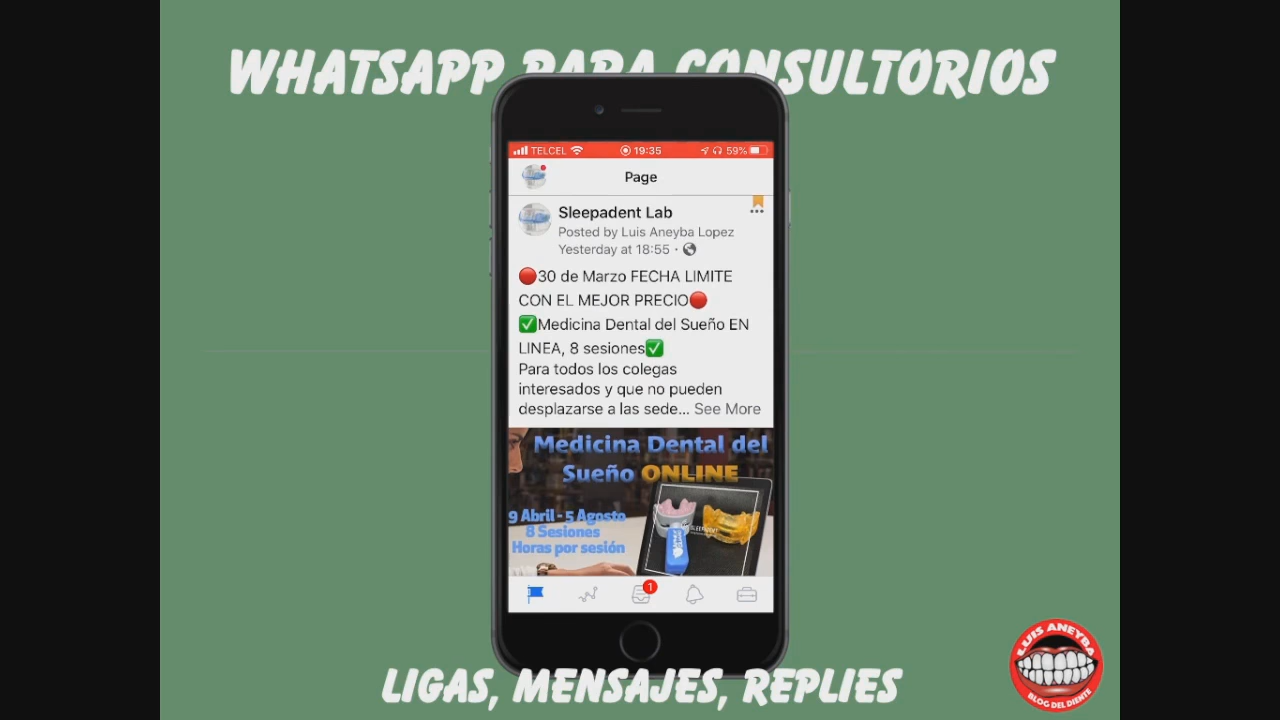 WHATSAPP PARA CONSULTORIOS
TELCEL 19:35 59%
Page
Sleepadent Lab
Posted by Luis Aneyba Lopez
Yesterday at 18:55 ·
🔴30 de Marzo FECHA LIMITE
CON EL MEJOR PRECIO🔴
✅Medicina Dental del Sueño EN
LINEA, 8 sesiones✅
Para todos los colegas
interesados y que no pueden
desplazarse a las sede... See More
Medicina Dental del
Sueño ONLINE
9 Abril - 5 Agosto
8 Sesiones
Horas por sesión
1
LIGAS, MENSAJES, REPLIES
LUIS ANEYBA
BLOG DEL DIENTE